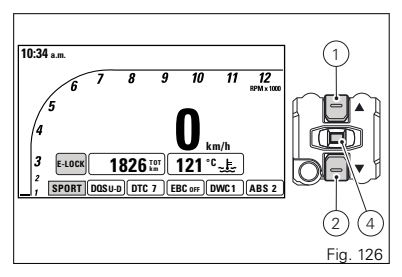 10:34 a.m.
6 7 8 9 10 11 12
RPM x 1000
5
4
3
2
1
0 km/h
E-LOCK 1826 TOT km 121 °C
SPORT DQS U-D DTC 7 EBC OFF DWC 1 ABS 2
1
2
4
Fig. 126